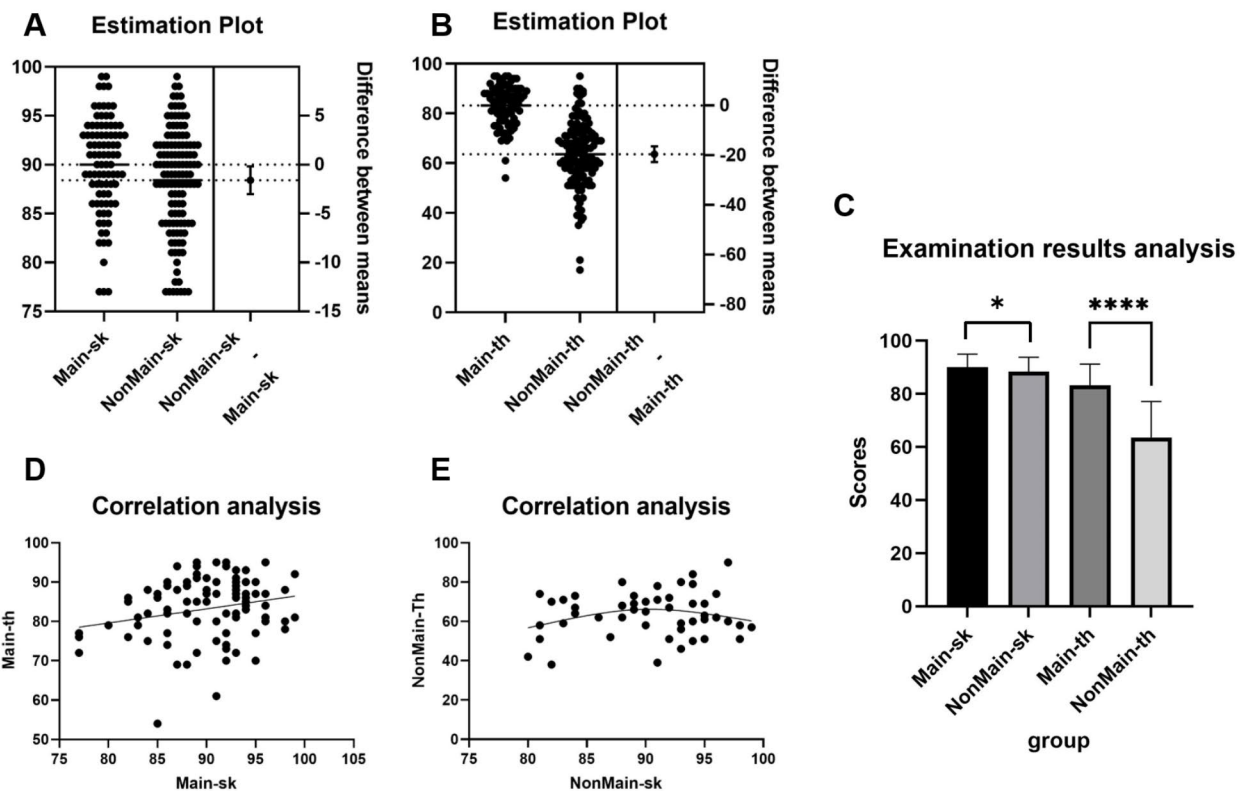 A
Estimation Plot
100
95
90
85
80
75
5
0
-5
-10
-15
Difference between means
Main-sk
NonMain-sk
NonMain-sk
-
Main-sk
B
Estimation Plot
100
80
60
40
20
0
0
-20
-40
-60
-80
Difference between means
Main-th
NonMain-th
NonMain-th
-
Main-th
C
Examination results analysis
*
****
100
80
60
40
20
0
Scores
Main-sk
NonMain-sk
Main-th
NonMain-th
group
D
Correlation analysis
100
90
80
70
60
50
Main-th
75 80 85 90 95 100 105
Main-sk
E
Correlation analysis
100
80
60
40
20
0
NonMain-Th
75 80 85 90 95 100
NonMain-sk